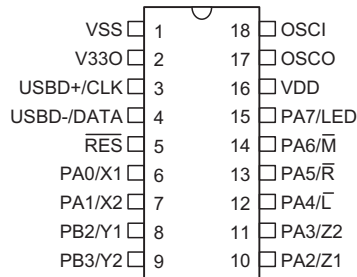 VSS 1 18 OSCI
V33O 2 17 OSCO
USBD+/CLK 3 16 VDD
USBD-/DATA 4 15 PA7/LED
R̅E̅S̅ 5 14 PA6/M̅
PA0/X1 6 13 PA5/R̅
PA1/X2 7 12 PA4/L̅
PB2/Y1 8 11 PA3/Z2
PB3/Y2 9 10 PA2/Z1